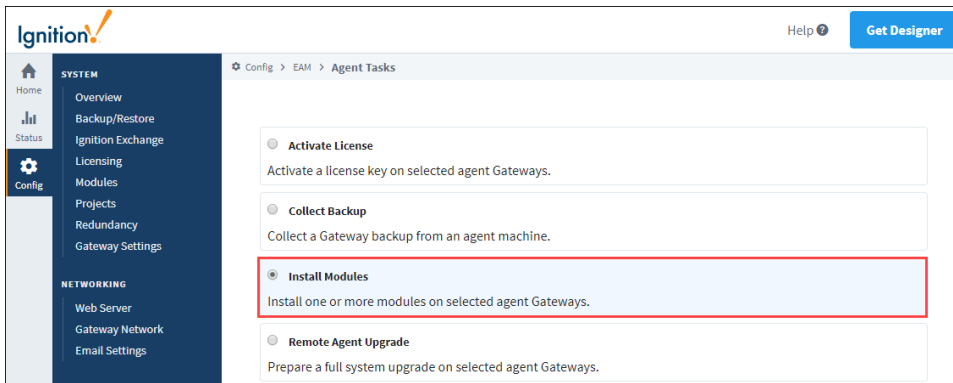 Ignition!
Help ?
Get Designer
Home
Status
Config
SYSTEM
Overview
Backup/Restore
Ignition Exchange
Licensing
Modules
Projects
Redundancy
Gateway Settings
NETWORKING
Web Server
Gateway Network
Email Settings
Config > EAM > Agent Tasks
Activate License
Activate a license key on selected agent Gateways.
Collect Backup
Collect a Gateway backup from an agent machine.
Install Modules
Install one or more modules on selected agent Gateways.
Remote Agent Upgrade
Prepare a full system upgrade on selected agent Gateways.